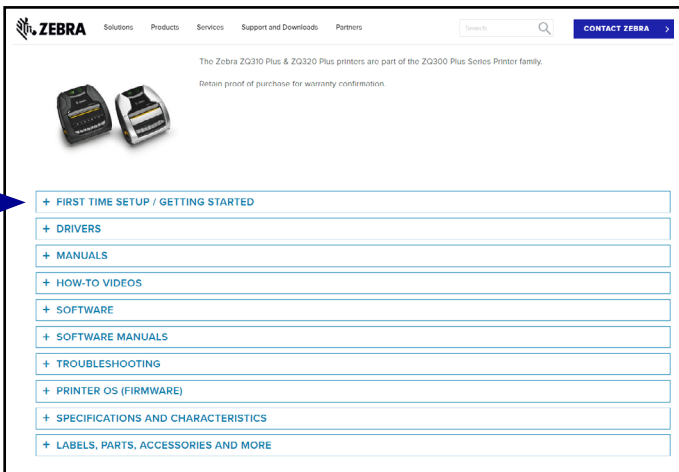 ZEBRA Solutions Products Services Support and Downloads Partners Search CONTACT ZEBRA >
The Zebra ZQ310 Plus & ZQ320 Plus printers are part of the ZQ300 Plus Series Printer family.
Retain proof of purchase for warranty confirmation.
+ FIRST TIME SETUP / GETTING STARTED
+ DRIVERS
+ MANUALS
+ HOW-TO VIDEOS
+ SOFTWARE
+ SOFTWARE MANUALS
+ TROUBLESHOOTING
+ PRINTER OS (FIRMWARE)
+ SPECIFICATIONS AND CHARACTERISTICS
+ LABELS, PARTS, ACCESSORIES AND MORE